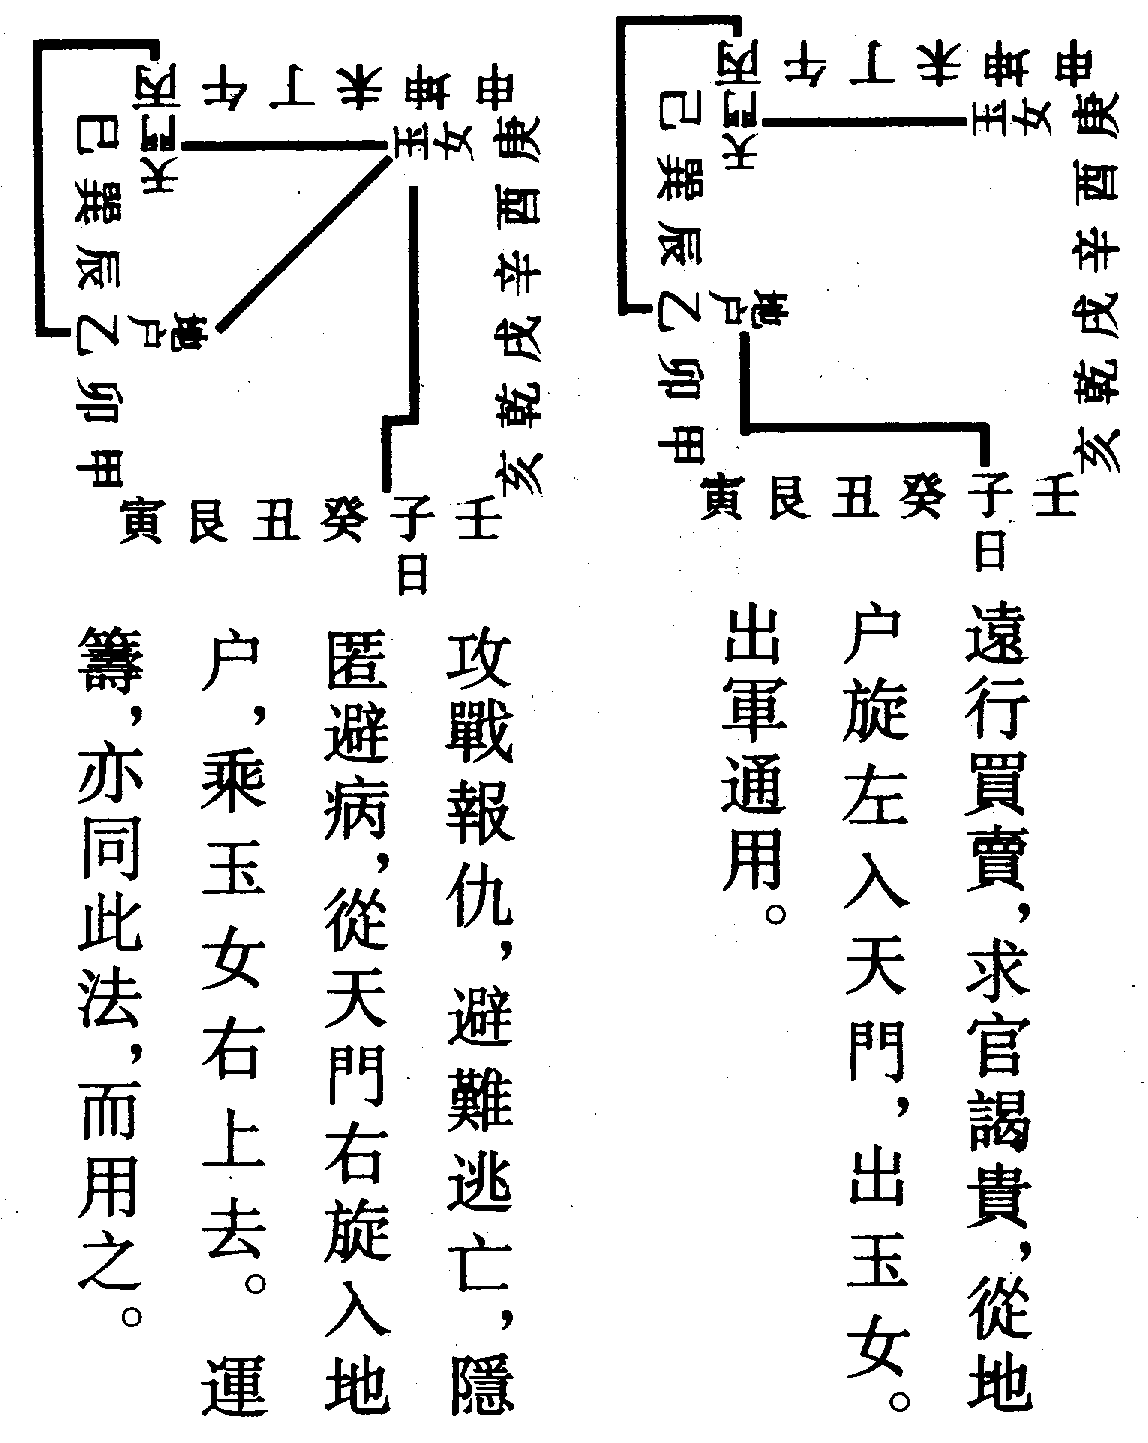 丙午丁未坤申
天門
玉女
巳巽辰乙卯甲
地户
庚酉辛戌乾亥
寅艮丑癸子壬
日
遠行買賣，求官謁貴，從地
户旋左入天門，出玉女。
出軍通用。
丙午丁未坤申
天門
玉女
巳巽辰乙卯甲
地户
庚酉辛戌乾亥
寅艮丑癸子壬
日
攻戰報仇，避難逃亡，隱
匿避病，從天門右旋入地
户，乘玉女右上去。運
籌，亦同此法，而用之。